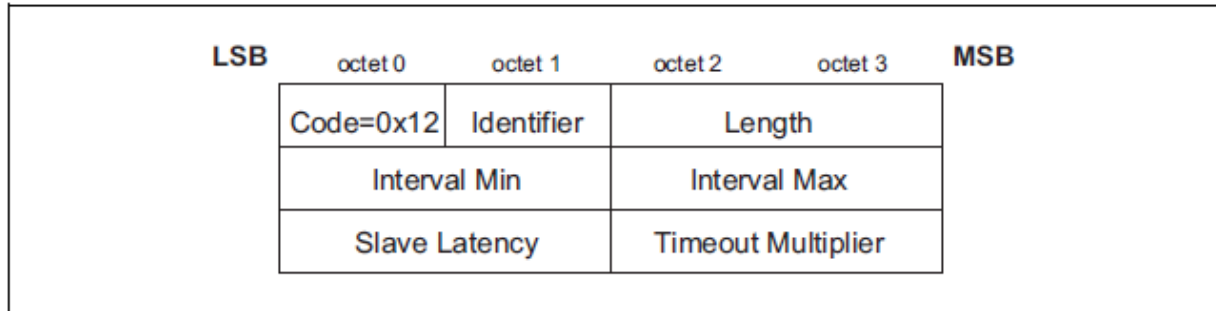 LSB octet 0 octet 1 octet 2 octet 3 MSB
Code=0x12 Identifier Length
Interval Min Interval Max
Slave Latency Timeout Multiplier